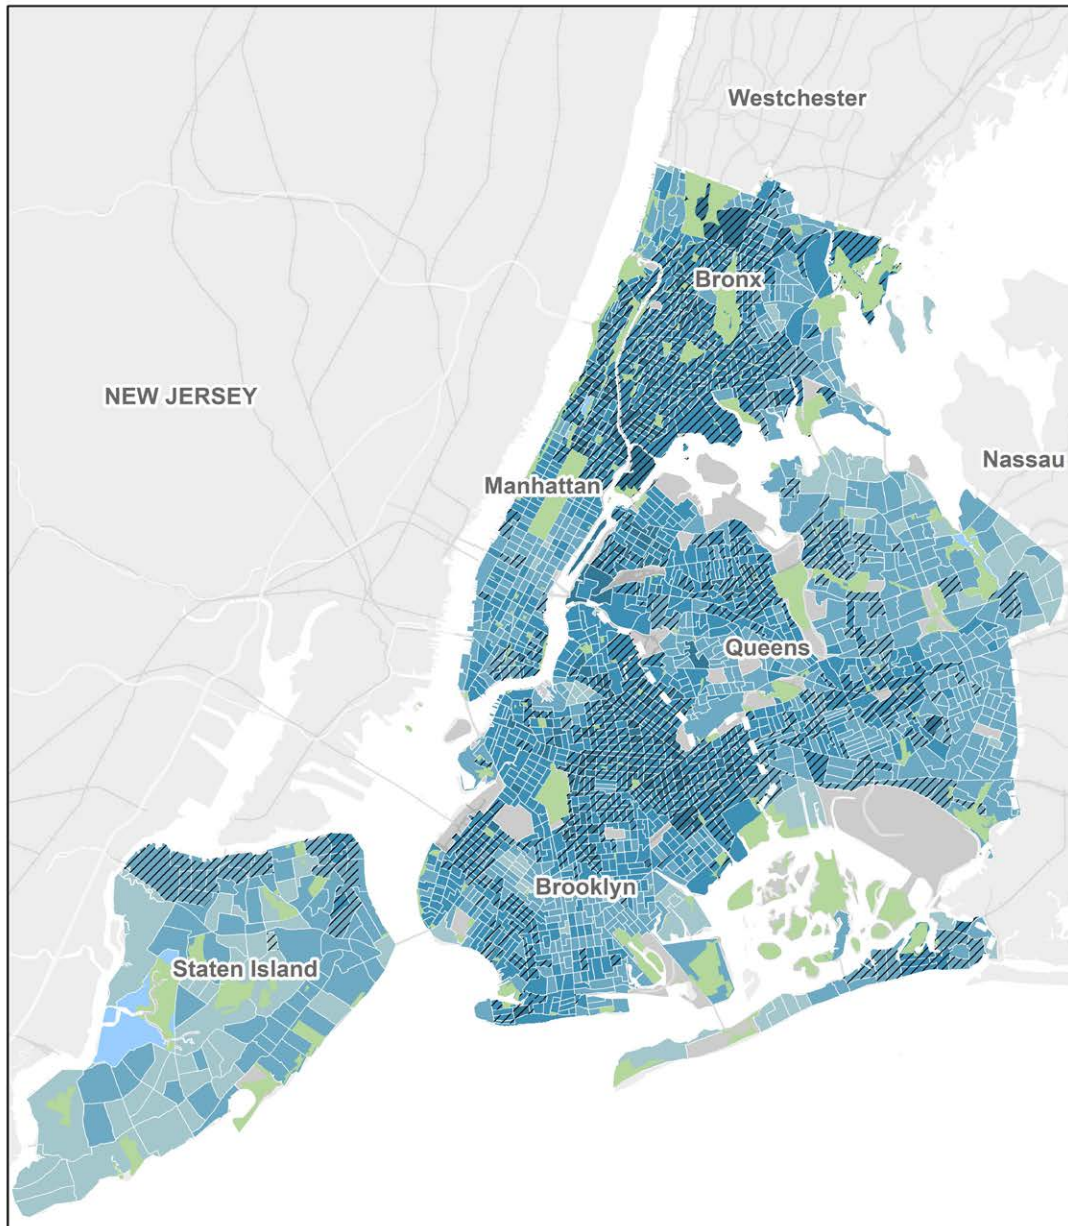 Westchester
Bronx
NEW JERSEY
Nassau
Manhattan
Queens
Brooklyn
Staten Island